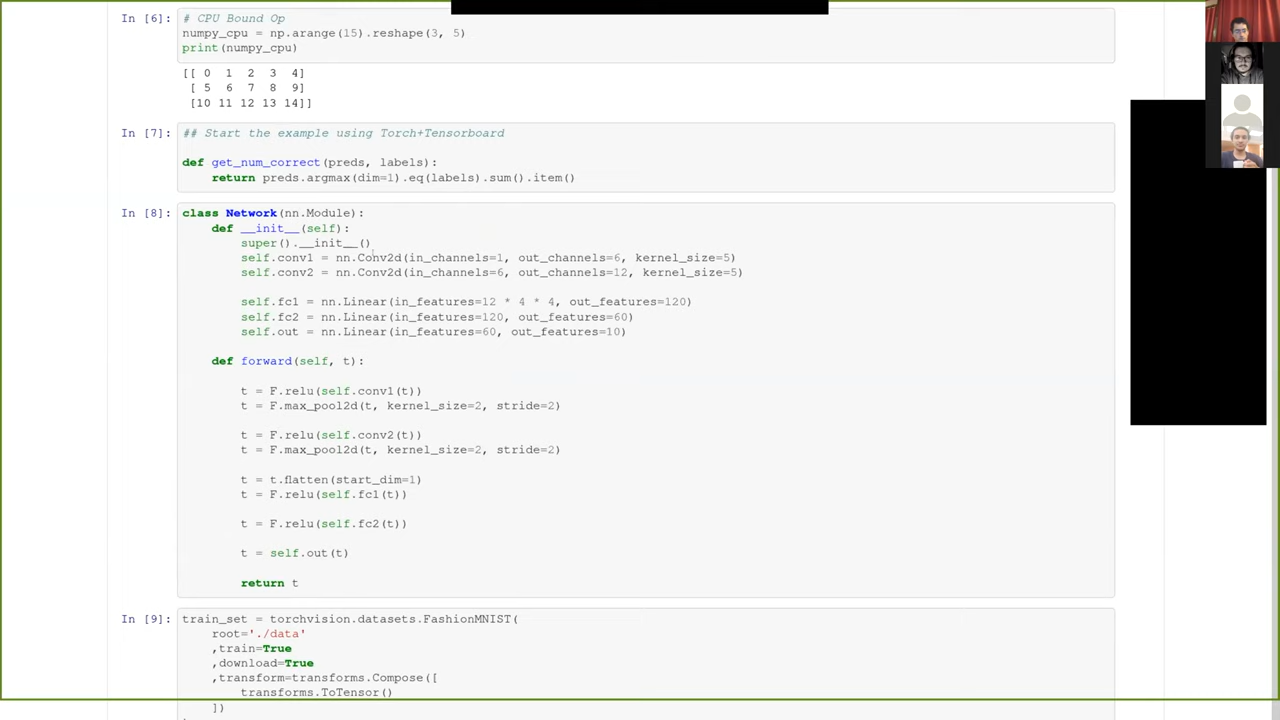 In [6]: # CPU Bound Op
numpy_cpu = np.arange(15).reshape(3, 5)
print(numpy_cpu)
[[ 0  1  2  3  4]
 [ 5  6  7  8  9]
 [10 11 12 13 14]]
In [7]: ## Start the example using Torch+Tensorboard
def get_num_correct(preds, labels):
    return preds.argmax(dim=1).eq(labels).sum().item()
In [8]: class Network(nn.Module):
    def __init__(self):
        super().__init__()
        self.conv1 = nn.Conv2d(in_channels=1, out_channels=6, kernel_size=5)
        self.conv2 = nn.Conv2d(in_channels=6, out_channels=12, kernel_size=5)
        self.fc1 = nn.Linear(in_features=12 * 4 * 4, out_features=120)
        self.fc2 = nn.Linear(in_features=120, out_features=60)
        self.out = nn.Linear(in_features=60, out_features=10)
    def forward(self, t):
        t = F.relu(self.conv1(t))
        t = F.max_pool2d(t, kernel_size=2, stride=2)
        t = F.relu(self.conv2(t))
        t = F.max_pool2d(t, kernel_size=2, stride=2)
        t = t.flatten(start_dim=1)
        t = F.relu(self.fc1(t))
        t = F.relu(self.fc2(t))
        t = self.out(t)
        return t
In [9]: train_set = torchvision.datasets.FashionMNIST(
    root='./data'
    ,train=True
    ,download=True
    ,transform=transforms.Compose([
        transforms.ToTensor()
    ])